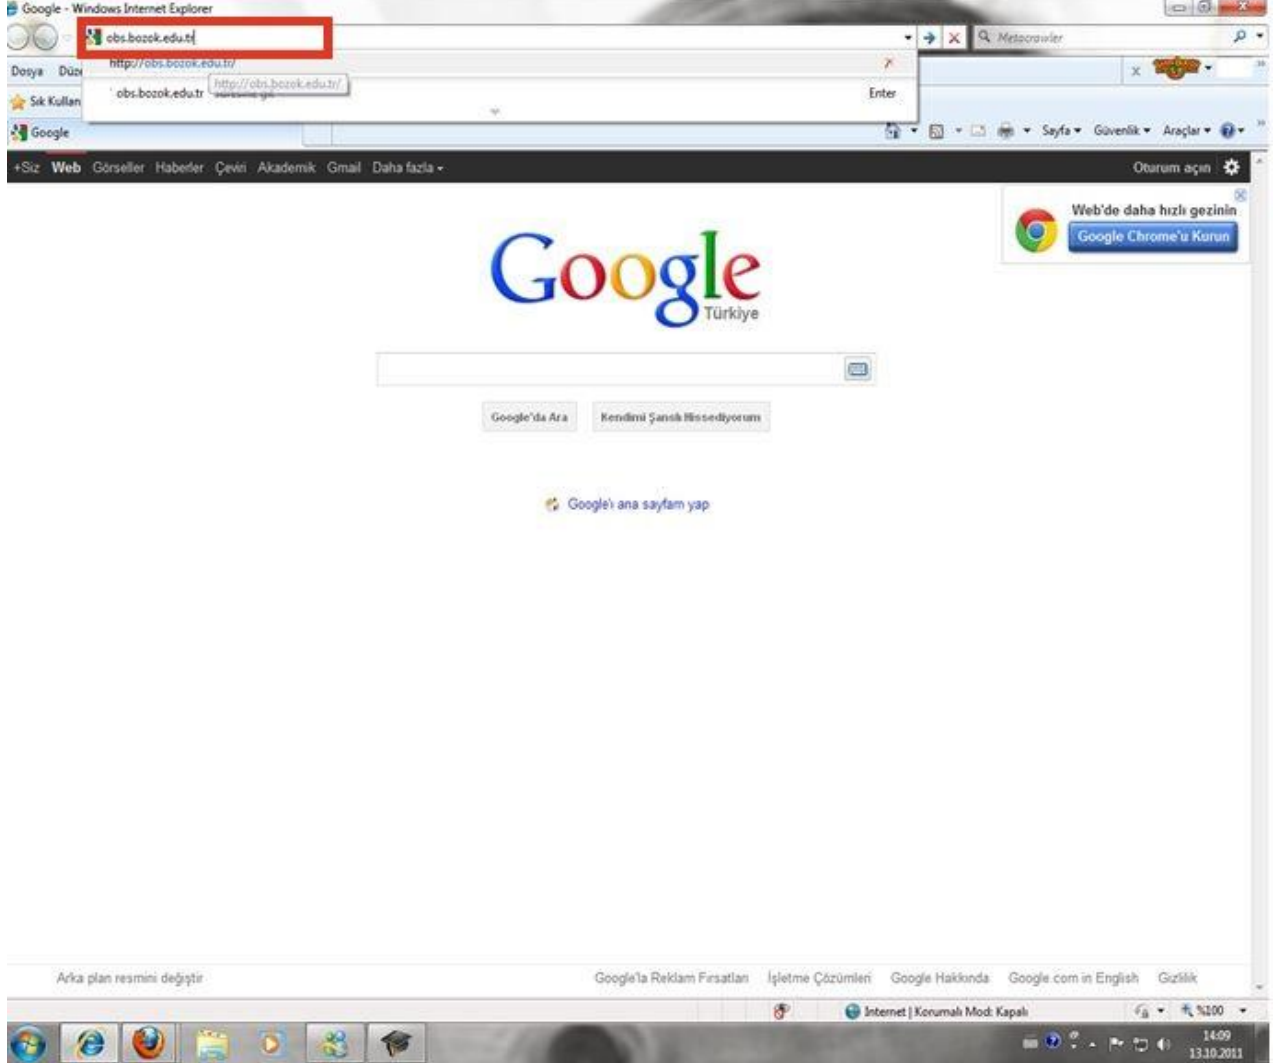 Google - Windows Internet Explorer
obs.bozok.edu.tr
Metacrawler
http://obs.bozok.edu.tr/
http://obs.bozok.edu.tr/
obs.bozok.edu.tr
Enter
Dosya
Sık Kullan
Google
Sayfa Güvenlik Araçlar
+Siz Web Görseller Haberler Çeviri Akademik Gmail Daha fazla
Oturum açın
Web'de daha hızlı gezinin
Google Chrome'u Kurun
Google
Türkiye
Google'da Ara
Kendimi Şanslı Hissediyorum
Google'ı ana sayfam yap
Arka plan resmini değiştir
Google'la Reklam Fırsatları İşletme Çözümleri Google Hakkında Google.com in English Gizlilik
Internet | Korumalı Mod: Kapalı
%100
14:09
13.10.2011